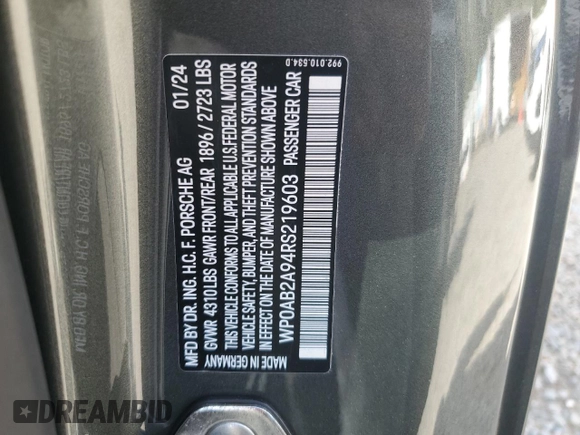 992.010.534.D
MFD BY DR. ING. H.C. F. PORSCHE AG 01/24
GVWR 4310 LBS GAWR FRONT/REAR 1896 / 2723 LBS
THIS VEHICLE CONFORMS TO ALL APPLICABLE U.S. FEDERAL MOTOR
VEHICLE SAFETY, BUMPER, AND THEFT PREVENTION STANDARDS
IN EFFECT ON THE DATE OF MANUFACTURE SHOWN ABOVE
WP0AB2A94RS219603 PASSENGER CAR
MADE IN GERMANY
DREAMBID